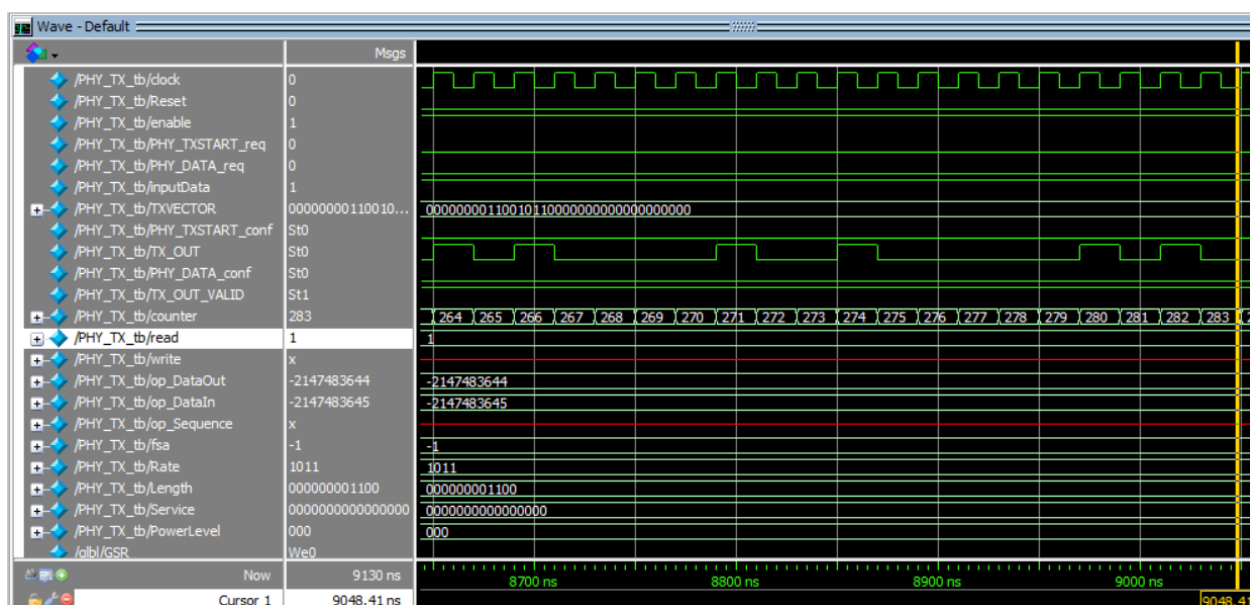 Wave - Default
Msgs
/PHY_TX_tb/clock 0
/PHY_TX_tb/Reset 0
/PHY_TX_tb/enable 1
/PHY_TX_tb/PHY_TXSTART_req 0
/PHY_TX_tb/PHY_DATA_req 0
/PHY_TX_tb/inputData 1
/PHY_TX_tb/TXVECTOR 00000000110010... 00000000110010110000000000000000000
/PHY_TX_tb/PHY_TXSTART_conf St0
/PHY_TX_tb/TX_OUT St0
/PHY_TX_tb/PHY_DATA_conf St0
/PHY_TX_tb/TX_OUT_VALID St1
/PHY_TX_tb/counter 283 264 265 266 267 268 269 270 271 272 273 274 275 276 277 278 279 280 281 282 283
/PHY_TX_tb/read 1 1
/PHY_TX_tb/write x
/PHY_TX_tb/op_DataOut -2147483644 -2147483644
/PHY_TX_tb/op_DataIn -2147483645 -2147483645
/PHY_TX_tb/op_Sequence x
/PHY_TX_tb/fsa -1 -1
/PHY_TX_tb/Rate 1011 1011
/PHY_TX_tb/Length 000000001100 000000001100
/PHY_TX_tb/Service 0000000000000000 0000000000000000
/PHY_TX_tb/PowerLevel 000 000
/glbl/GSR We0
Now 9130 ns 8700 ns 8800 ns 8900 ns 9000 ns
Cursor 1 9048.41 ns 9048.41